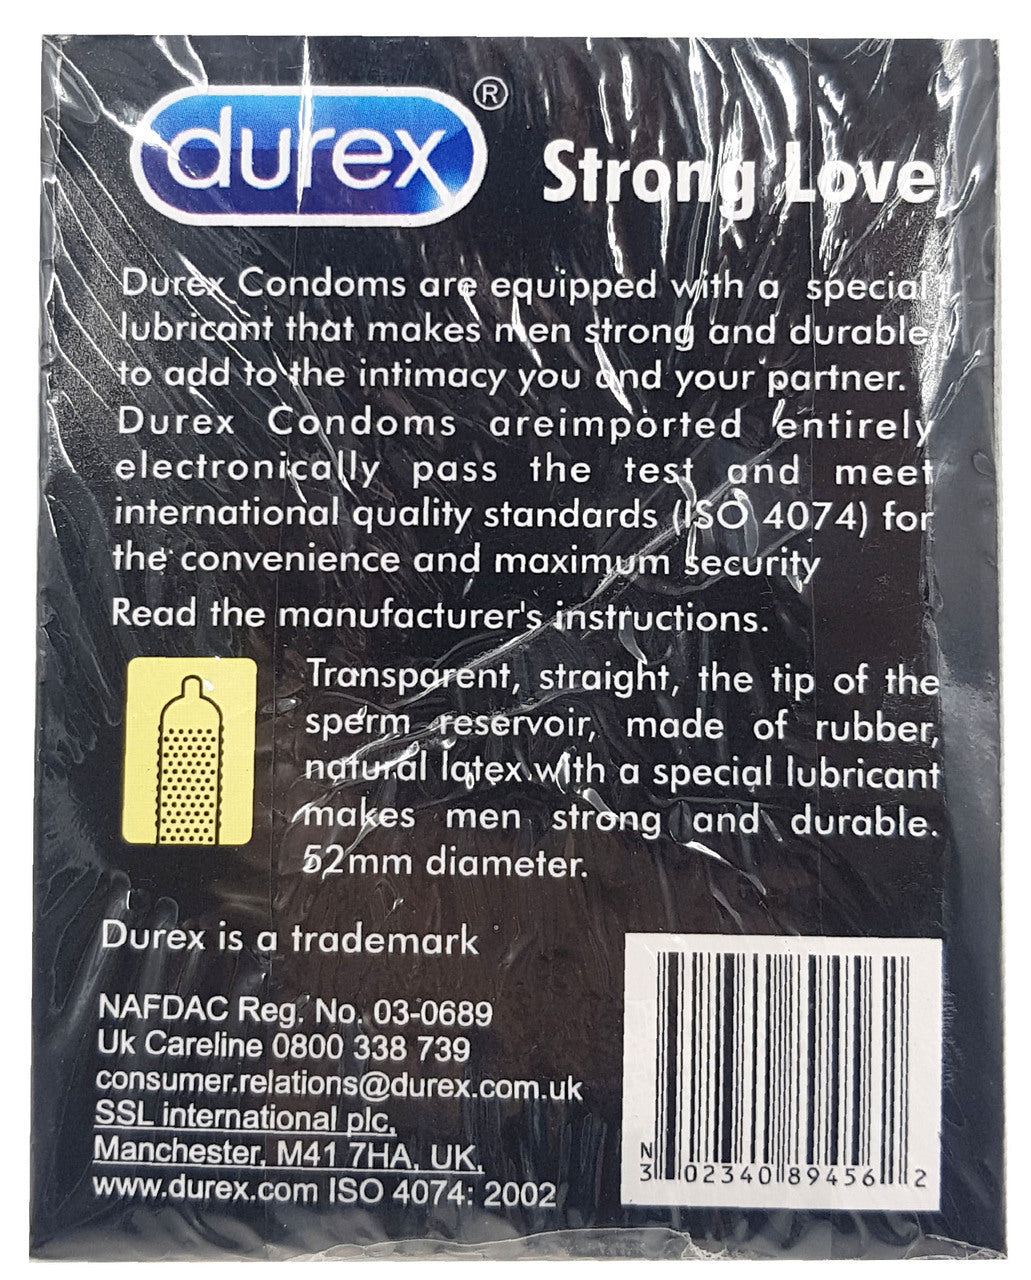 durex®
Strong Love
Durex Condoms are equipped with a special
lubricant that makes men strong and durable
to add to the intimacy you and your partner.
Durex Condoms areimported entirely
electronically pass the test and meet
international quality standards (ISO 4074) for
the convenience and maximum security
Read the manufacturer's instructions.
Transparent, straight, the tip of the
sperm reservoir, made of rubber,
natural latex with a special lubricant
makes men strong and durable.
52mm diameter.
Durex is a trademark
NAFDAC Reg. No. 03-0689
Uk Careline 0800 338 739
consumer.relations@durex.com.uk
SSL international plc,
Manchester, M41 7HA, UK,
www.durex.com ISO 4074: 2002
N
3 02340 89456 2